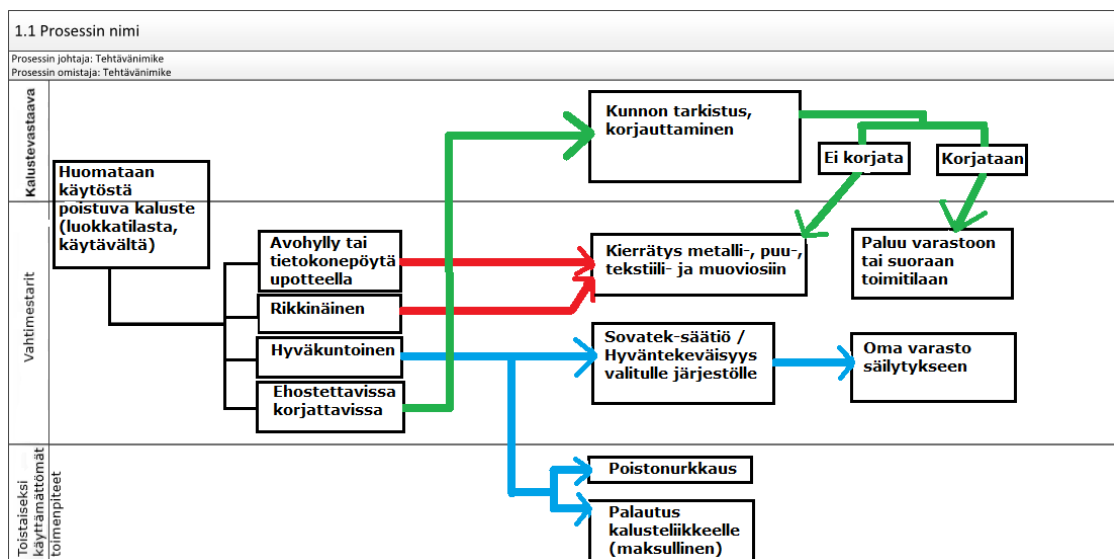 1.1 Prosessin nimi
Prosessin johtaja: Tehtävänimike
Prosessin omistaja: Tehtävänimike
Kalustevastaava
Huomataan
käytöstä
poistuva kaluste
(luokkatilasta,
käytävältä)
Kunnon tarkistus,
korjauttaminen
Ei korjata
Korjataan
Vahtimestarit
Avohylly tai
tietokonepöytä
upotteella
Rikkinäinen
Hyväkuntoinen
Ehostettavissa
korjattavissa
Kierrätys metalli-, puu-,
tekstiili- ja muoviosiin
Paluu varastoon
tai suoraan
toimitilaan
Sovatek-säätiö /
Hyväntekeväisyys
valitulle järjestölle
Oma varasto
säilytykseen
Toistaiseksi
käyttämättömät
toimenpiteet
Poistonurkkaus
Palautus
kalusteliikkeelle
(maksullinen)